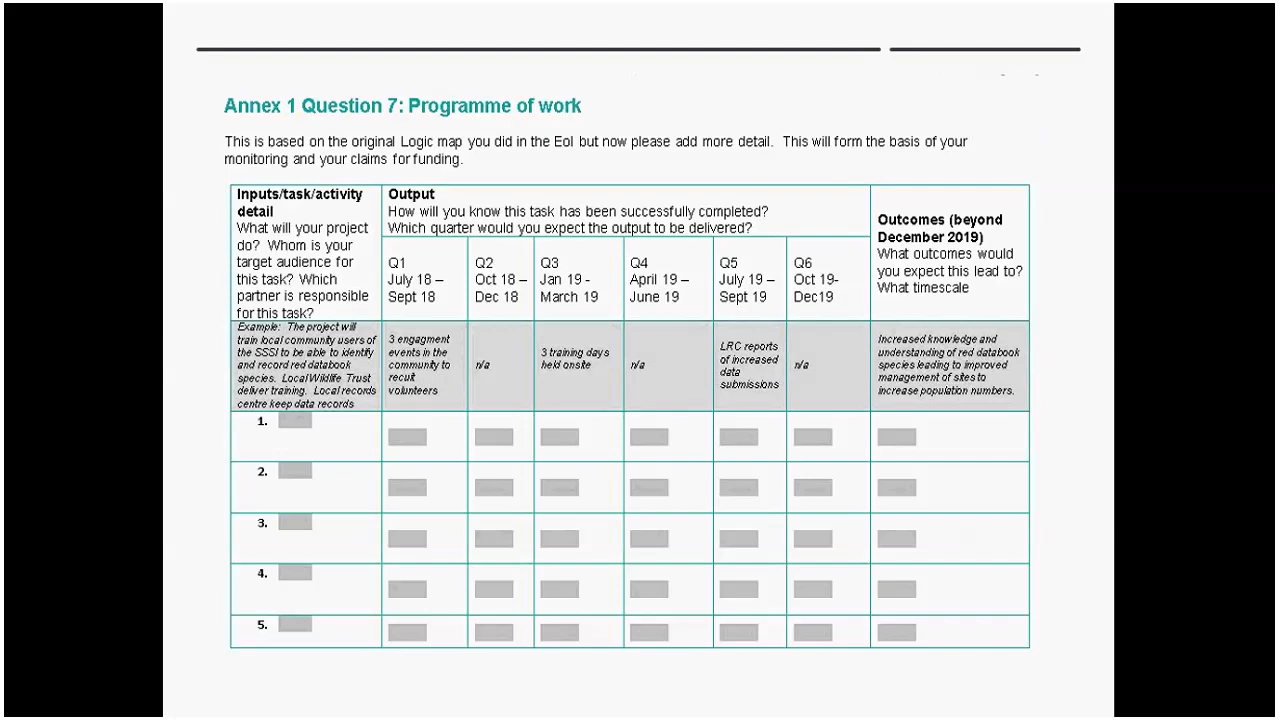 Annex 1 Question 7: Programme of work
This is based on the original Logic map you did in the EoI but now please add more detail. This will form the basis of your
monitoring and your claims for funding.
Inputs/task/activity
detail
What will your project
do? Whom is your
target audience for
this task? Which
partner is responsible
for this task?
Output
How will you know this task has been successfully completed?
Which quarter would you expect the output to be delivered?
Q1
July 18 –
Sept 18
Q2
Oct 18 –
Dec 18
Q3
Jan 19 -
March 19
Q4
April 19 –
June 19
Q5
July 19 –
Sept 19
Q6
Oct 19-
Dec19
Outcomes (beyond
December 2019)
What outcomes would
you expect this lead to?
What timescale
Example: The project will
train local community users of
the SSSI to be able to identify
and record red databook
species. Local Wildlife Trust
deliver training. Local records
centre keep data records
3 engagment
events in the
community to
recuit
volunteers
n/a
3 training days
held onsite
n/a
LRC reports
of increased
data
submissions
n/a
Increased knowledge and
understanding of red databook
species leading to improved
management of sites to
increase population numbers.
1.
2.
3.
4.
5.